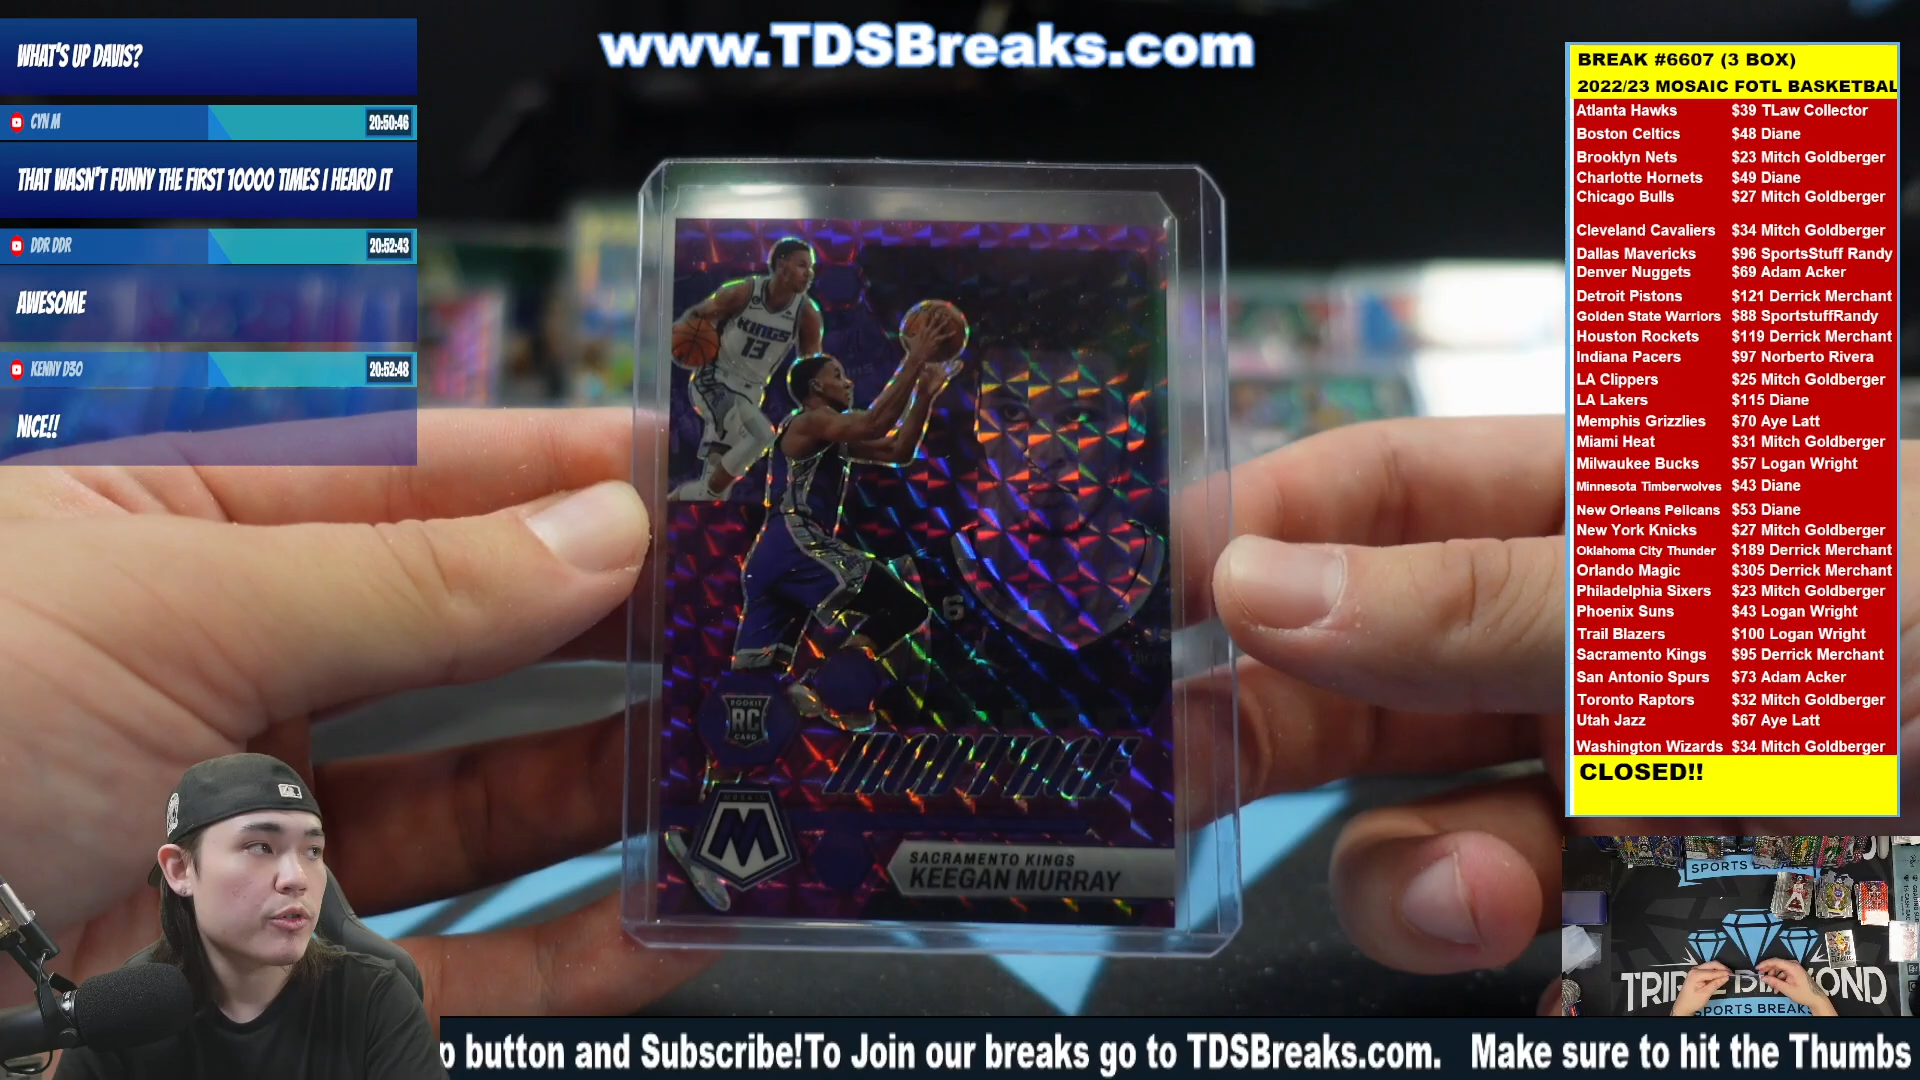 www.TDSBreaks.com
WHAT'S UP DAVIS?
CYN M 20:50:46
THAT WASN'T FUNNY THE FIRST 10000 TIMES I HEARD IT
DDR DDR 20:52:43
AWESOME
KENNY D30 20:52:48
NICE!!
KINGS
13
6
ROOKIE
RC
CARD
MONTAGE
MOSAIC
M
SACRAMENTO KINGS
KEEGAN MURRAY
BREAK #6607 (3 BOX)
2022/23 MOSAIC FOTL BASKETBAL
Atlanta Hawks $39 TLaw Collector
Boston Celtics $48 Diane
Brooklyn Nets $23 Mitch Goldberger
Charlotte Hornets $49 Diane
Chicago Bulls $27 Mitch Goldberger
Cleveland Cavaliers $34 Mitch Goldberger
Dallas Mavericks $96 SportsStuff Randy
Denver Nuggets $69 Adam Acker
Detroit Pistons $121 Derrick Merchant
Golden State Warriors $88 SportstuffRandy
Houston Rockets $119 Derrick Merchant
Indiana Pacers $97 Norberto Rivera
LA Clippers $25 Mitch Goldberger
LA Lakers $115 Diane
Memphis Grizzlies $70 Aye Latt
Miami Heat $31 Mitch Goldberger
Milwaukee Bucks $57 Logan Wright
Minnesota Timberwolves $43 Diane
New Orleans Pelicans $53 Diane
New York Knicks $27 Mitch Goldberger
Oklahoma City Thunder $189 Derrick Merchant
Orlando Magic $305 Derrick Merchant
Philadelphia Sixers $23 Mitch Goldberger
Phoenix Suns $43 Logan Wright
Trail Blazers $100 Logan Wright
Sacramento Kings $95 Derrick Merchant
San Antonio Spurs $73 Adam Acker
Toronto Raptors $32 Mitch Goldberger
Utah Jazz $67 Aye Latt
Washington Wizards $34 Mitch Goldberger
CLOSED!!
SPORTS BREA
TRIPLE DIAMOND
SPORTS BREAKS
p button and Subscribe!To Join our breaks go to TDSBreaks.com. Make sure to hit the Thumbs